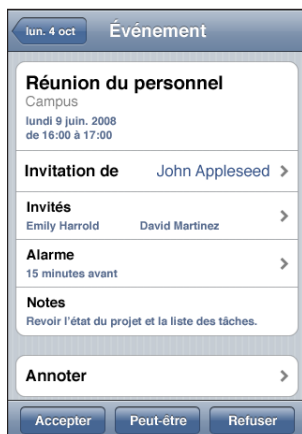 lun. 4 oct Événement
Réunion du personnel
Campus
lundi 9 juin. 2008
de 16:00 à 17:00
Invitation de John Appleseed
Invités
Emily Harrold David Martinez
Alarme
15 minutes avant
Notes
Revoir l'état du projet et la liste des tâches.
Annoter
Accepter Peut-être Refuser